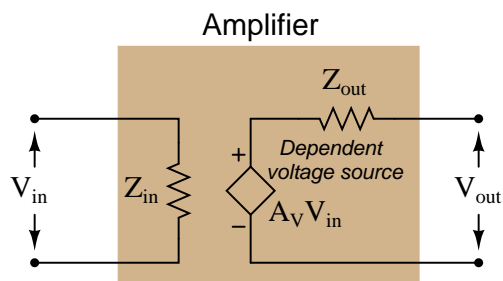 Amplifier
Z_out
+
Dependent
voltage source
V_in
Z_in
V_out
A_V V_in
−